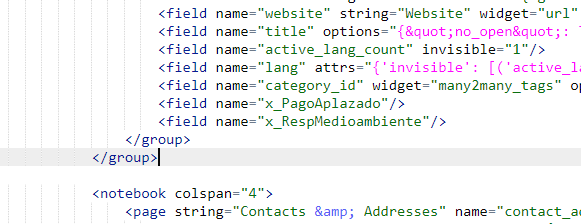 <field name="website" string="Website" widget="url"
<field name="title" options="{&quot;no_open&quot;:
<field name="active_lang_count" invisible="1"/>
<field name="lang" attrs="{'invisible': [('active_la
<field name="category_id" widget="many2many_tags" op
<field name="x_PagoAplazado"/>
<field name="x_RespMedioambiente"/>
</group>
</group>
<notebook colspan="4">
<page string="Contacts &amp; Addresses" name="contact_ad